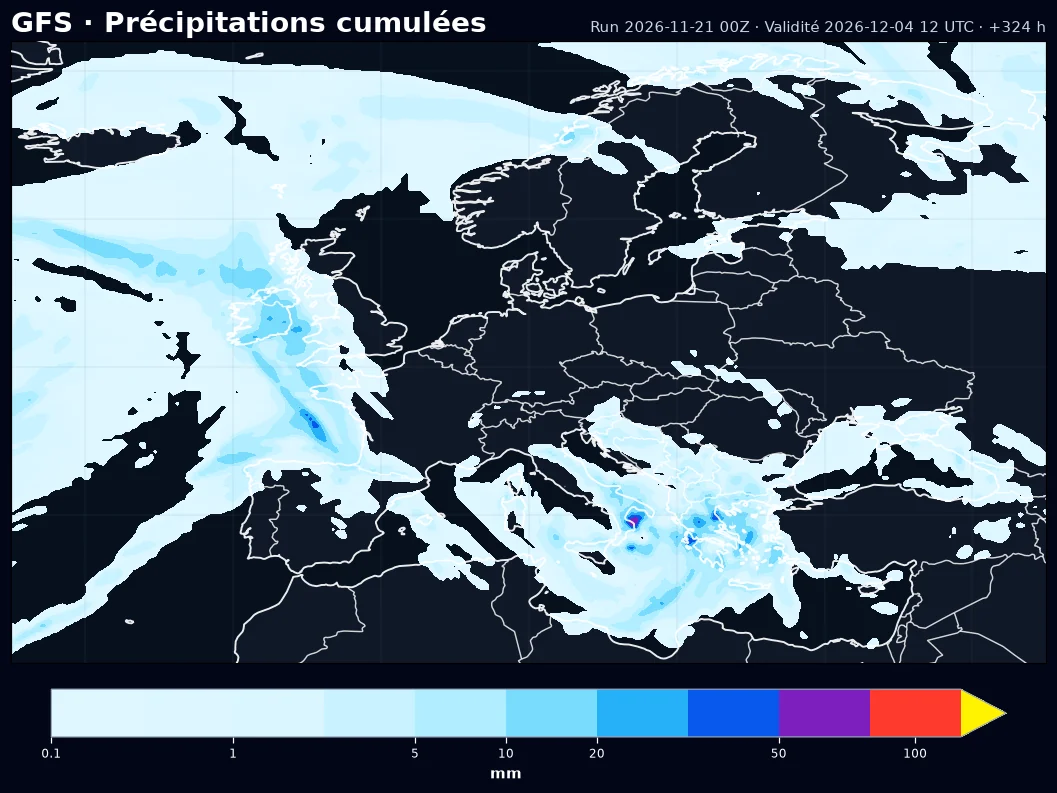 GFS · Précipitations cumulées
Run 2026-11-21 00Z · Validité 2026-12-04 12 UTC · +324 h
0.1 1 5 10 20 50 100
mm